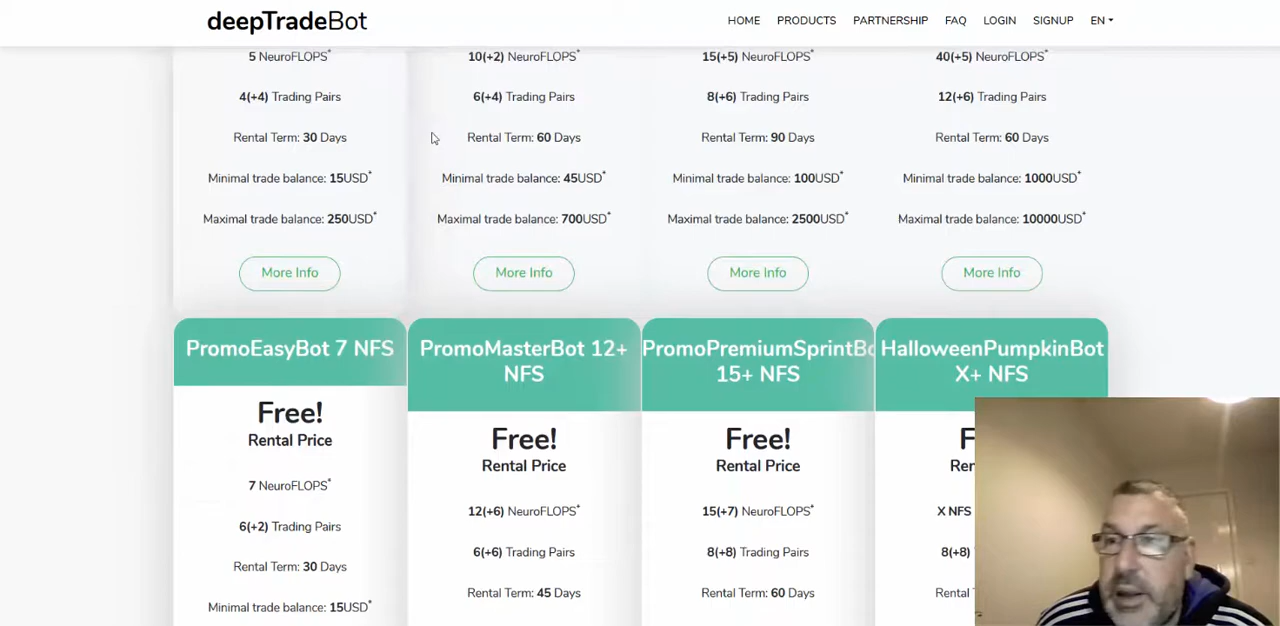 deepTradeBot
HOME PRODUCTS PARTNERSHIP FAQ LOGIN SIGNUP EN
5 NeuroFLOPS*
4(+4) Trading Pairs
Rental Term: 30 Days
Minimal trade balance: 15USD*
Maximal trade balance: 250USD*
More Info
10(+2) NeuroFLOPS*
6(+4) Trading Pairs
Rental Term: 60 Days
Minimal trade balance: 45USD*
Maximal trade balance: 700USD*
More Info
15(+5) NeuroFLOPS*
8(+6) Trading Pairs
Rental Term: 90 Days
Minimal trade balance: 100USD*
Maximal trade balance: 2500USD*
More Info
40(+5) NeuroFLOPS*
12(+6) Trading Pairs
Rental Term: 60 Days
Minimal trade balance: 1000USD*
Maximal trade balance: 10000USD*
More Info
PromoEasyBot 7 NFS
Free!
Rental Price
7 NeuroFLOPS*
6(+2) Trading Pairs
Rental Term: 30 Days
Minimal trade balance: 15USD*
PromoMasterBot 12+
NFS
Free!
Rental Price
12(+6) NeuroFLOPS*
6(+6) Trading Pairs
Rental Term: 45 Days
PromoPremiumSprintBo
15+ NFS
Free!
Rental Price
15(+7) NeuroFLOPS*
8(+8) Trading Pairs
Rental Term: 60 Days
HalloweenPumpkinBot
X+ NFS
X NFS
8(+8)
Rental